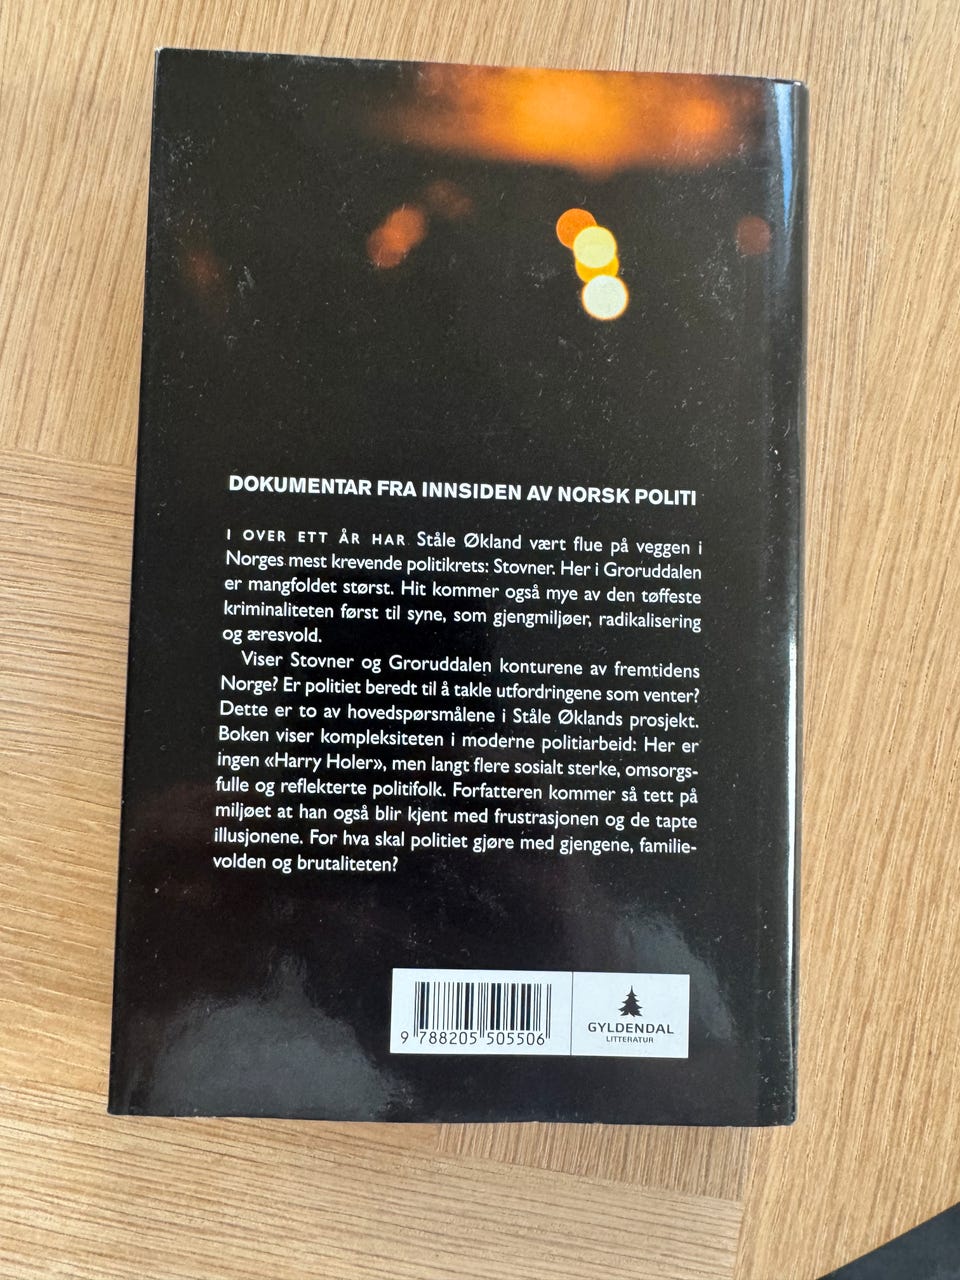 DOKUMENTAR FRA INNSIDEN AV NORSK POLITI
I OVER ETT ÅR HAR Ståle Økland vært flue på veggen i
Norges mest krevende politikrets: Stovner. Her i Groruddalen
er mangfoldet størst. Hit kommer også mye av den tøffeste
kriminaliteten først til syne, som gjengmiljøer, radikalisering
og æresvold.
Viser Stovner og Groruddalen konturene av fremtidens
Norge? Er politiet beredt til å takle utfordringene som venter?
Dette er to av hovedspørsmålene i Ståle Øklands prosjekt.
Boken viser kompleksiteten i moderne politiarbeid: Her er
ingen «Harry Holer», men langt flere sosialt sterke, omsorgs-
fulle og reflekterte politifolk. Forfatteren kommer så tett på
miljøet at han også blir kjent med frustrasjonen og de tapte
illusjonene. For hva skal politiet gjøre med gjengene, familie-
volden og brutaliteten?
9 788205 505506
GYLDENDAL
LITTERATUR